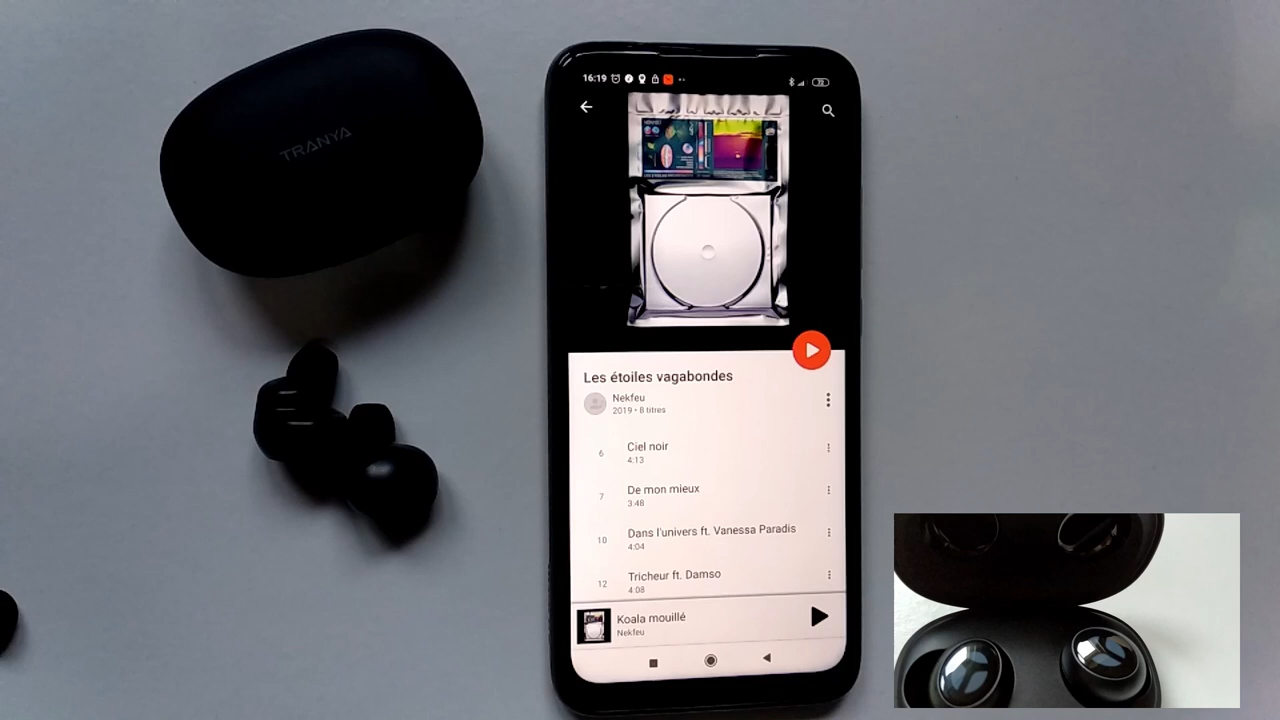 TRANYA
16:19
72
Les étoiles vagabondes
Nekfeu
2019 • 8 titres
6
Ciel noir
4:13
7
De mon mieux
3:48
10
Dans l'univers ft. Vanessa Paradis
4:04
12
Tricheur ft. Damso
4:08
Koala mouillé
Nekfeu